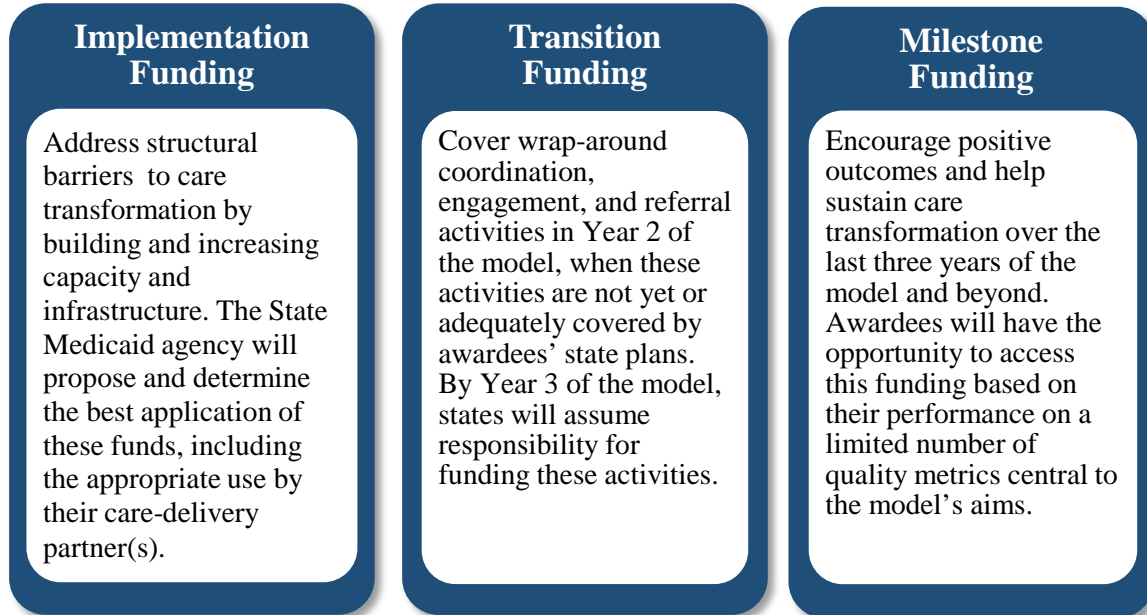 Implementation
Funding
Address structural
barriers  to care
transformation by
building and increasing
capacity and
infrastructure. The State
Medicaid agency will
propose and determine
the best application of
these funds, including
the appropriate use by
their care-delivery
partner(s).
Transition
Funding
Cover wrap-around
coordination,
engagement, and referral
activities in Year 2 of
the model, when these
activities are not yet or
adequately covered by
awardees’ state plans.
By Year 3 of the model,
states will assume
responsibility for
funding these activities.
Milestone
Funding
Encourage positive
outcomes and help
sustain care
transformation over the
last three years of the
model and beyond.
Awardees will have the
opportunity to access
this funding based on
their performance on a
limited number of
quality metrics central to
the model’s aims.